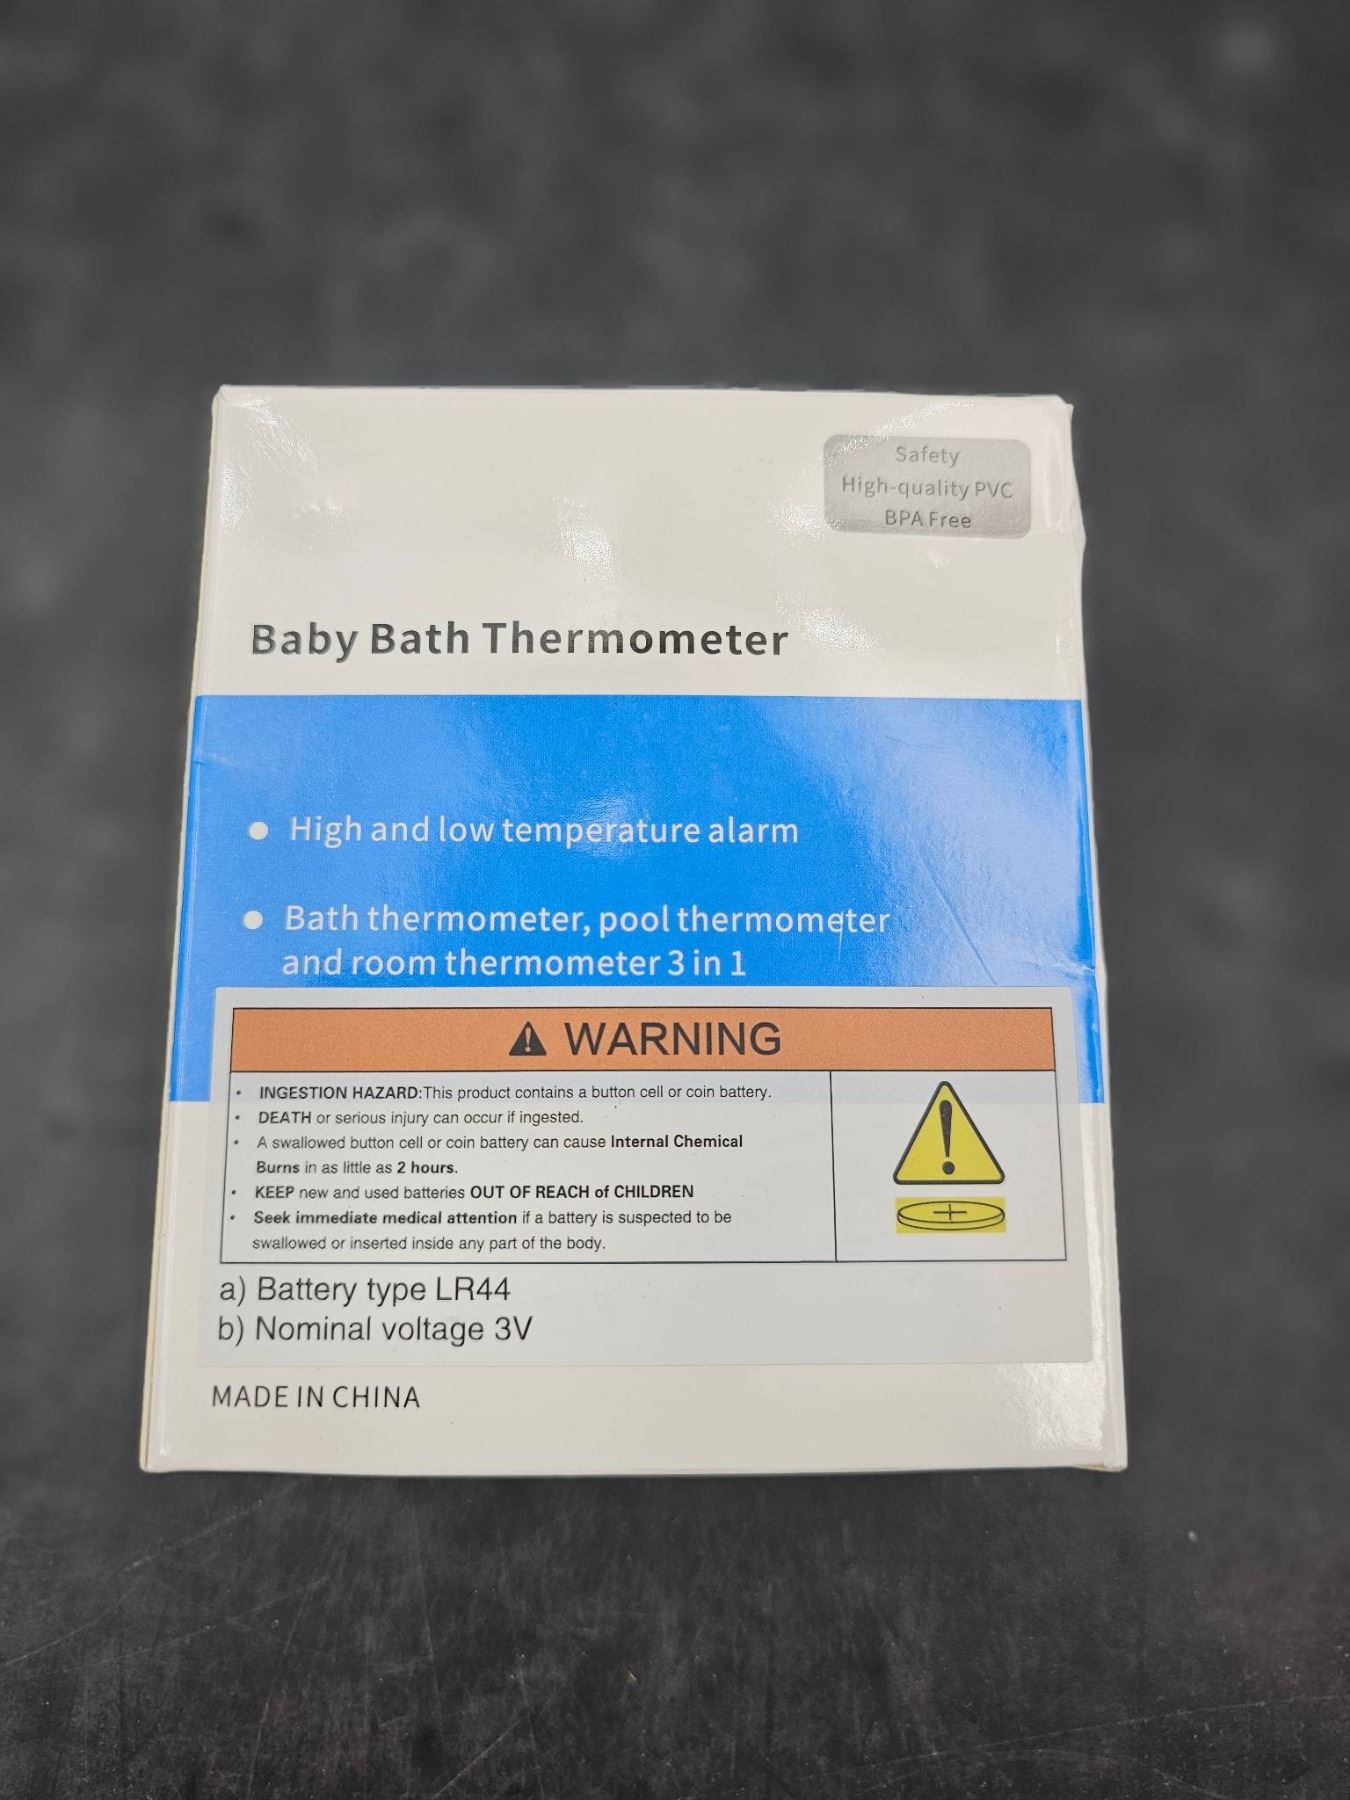 Safety
High-quality PVC
BPA Free
Baby Bath Thermometer
● High and low temperature alarm
● Bath thermometer, pool thermometer
and room thermometer 3 in 1
⚠ WARNING
• INGESTION HAZARD:This product contains a button cell or coin battery.
• DEATH or serious injury can occur if ingested.
• A swallowed button cell or coin battery can cause Internal Chemical
Burns in as little as 2 hours.
• KEEP new and used batteries OUT OF REACH of CHILDREN
• Seek immediate medical attention if a battery is suspected to be
swallowed or inserted inside any part of the body.
a) Battery type LR44
b) Nominal voltage 3V
MADE IN CHINA